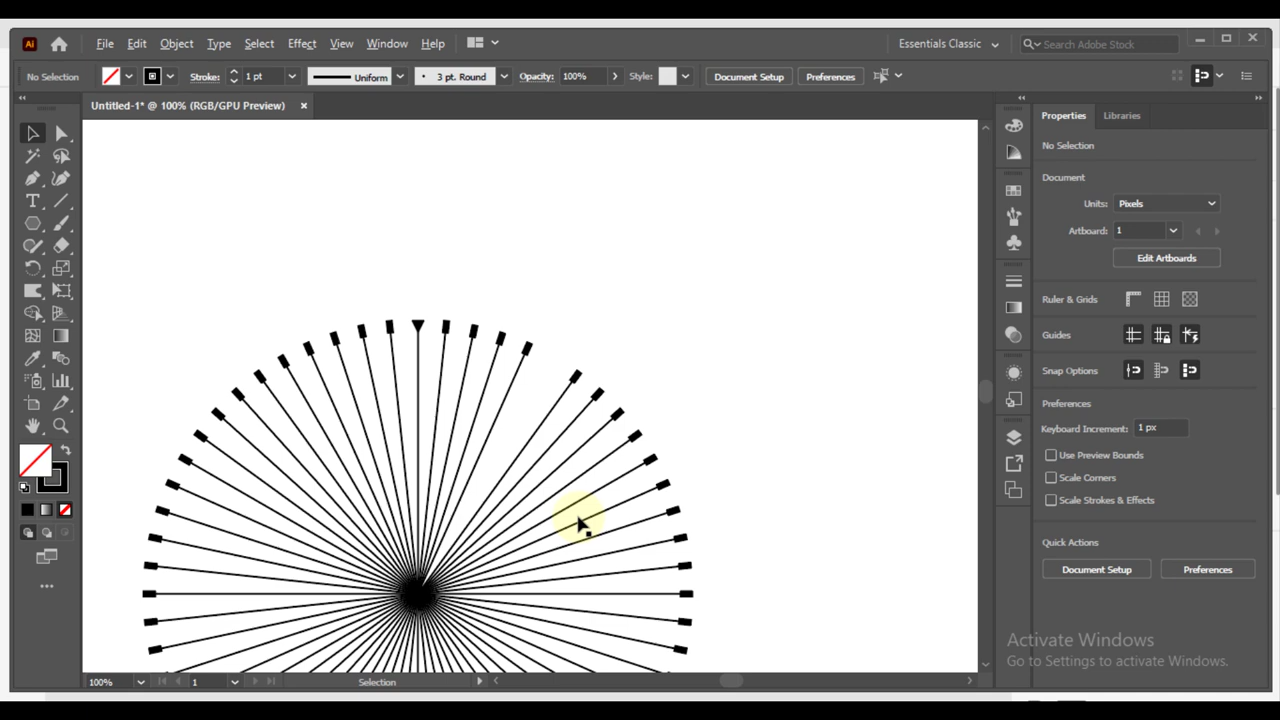 Ai File Edit Object Type Select Effect View Window Help Essentials Classic Search Adobe Stock
No Selection Stroke: 1 pt Uniform 3 pt. Round Opacity: 100% Style: Document Setup Preferences
Untitled-1* @ 100% (RGB/GPU Preview)
Properties Libraries
No Selection
Document
Units: Pixels
Artboard: 1
Edit Artboards
Ruler & Grids
Guides
Snap Options
Preferences
Keyboard Increment: 1 px
Use Preview Bounds
Scale Corners
Scale Strokes & Effects
Quick Actions
Document Setup Preferences
Activate Windows
Go to Settings to activate Windows.
100% 1 Selection